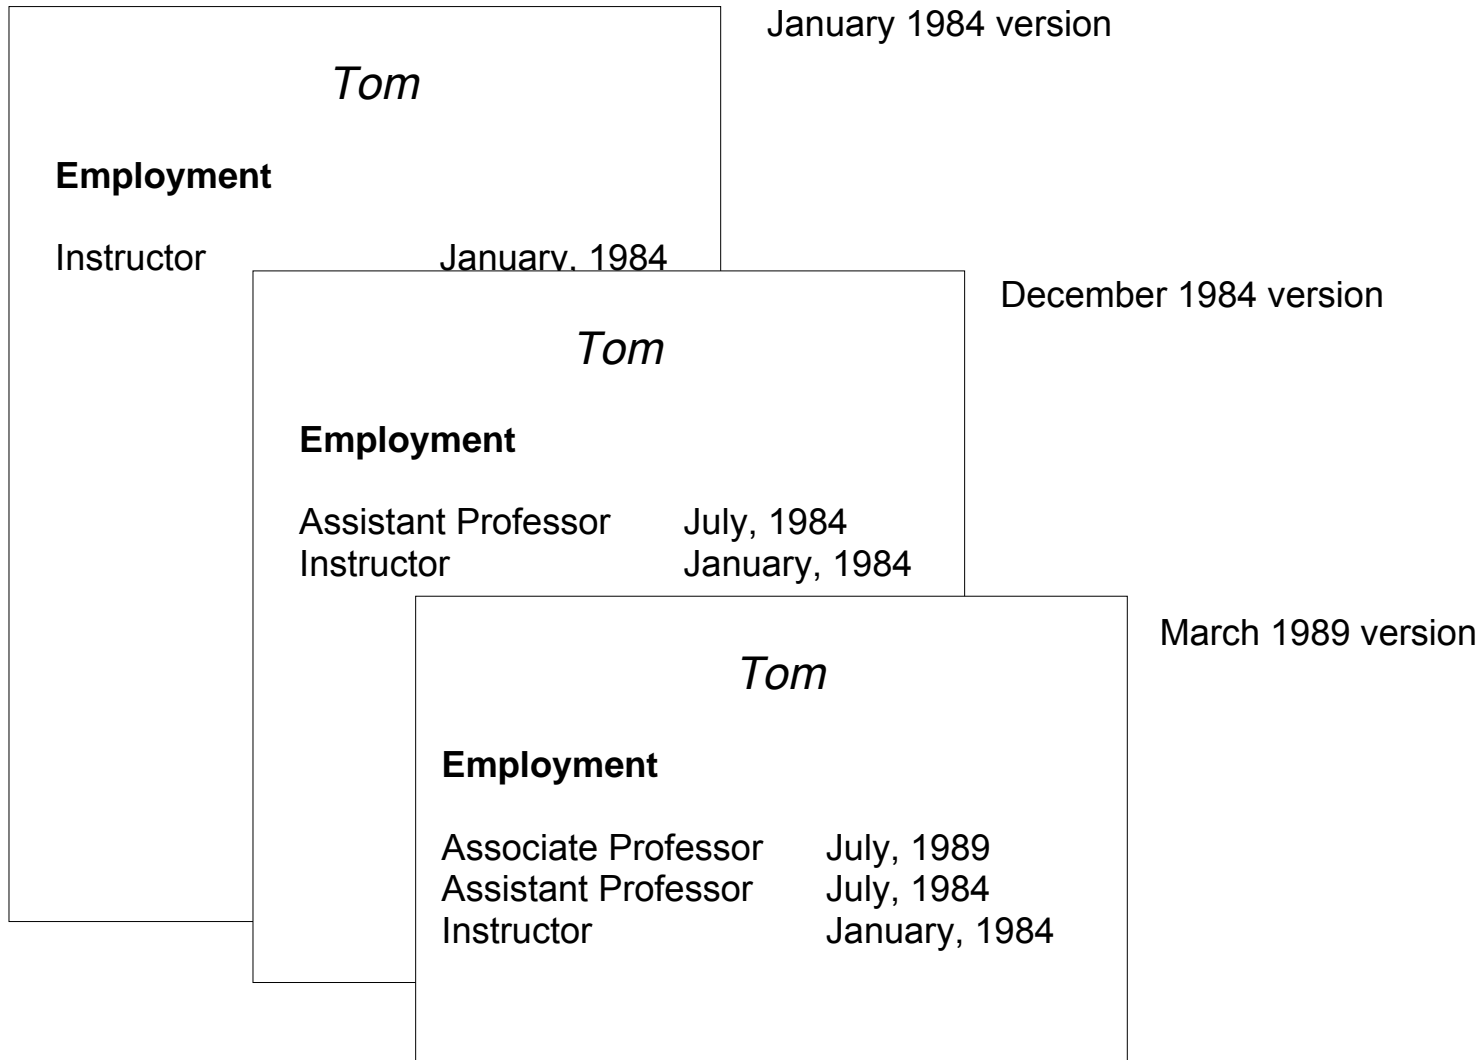 January 1984 version
Tom
Employment
Instructor January, 1984
December 1984 version
Tom
Employment
Assistant Professor July, 1984
Instructor January, 1984
March 1989 version
Tom
Employment
Associate Professor July, 1989
Assistant Professor July, 1984
Instructor January, 1984